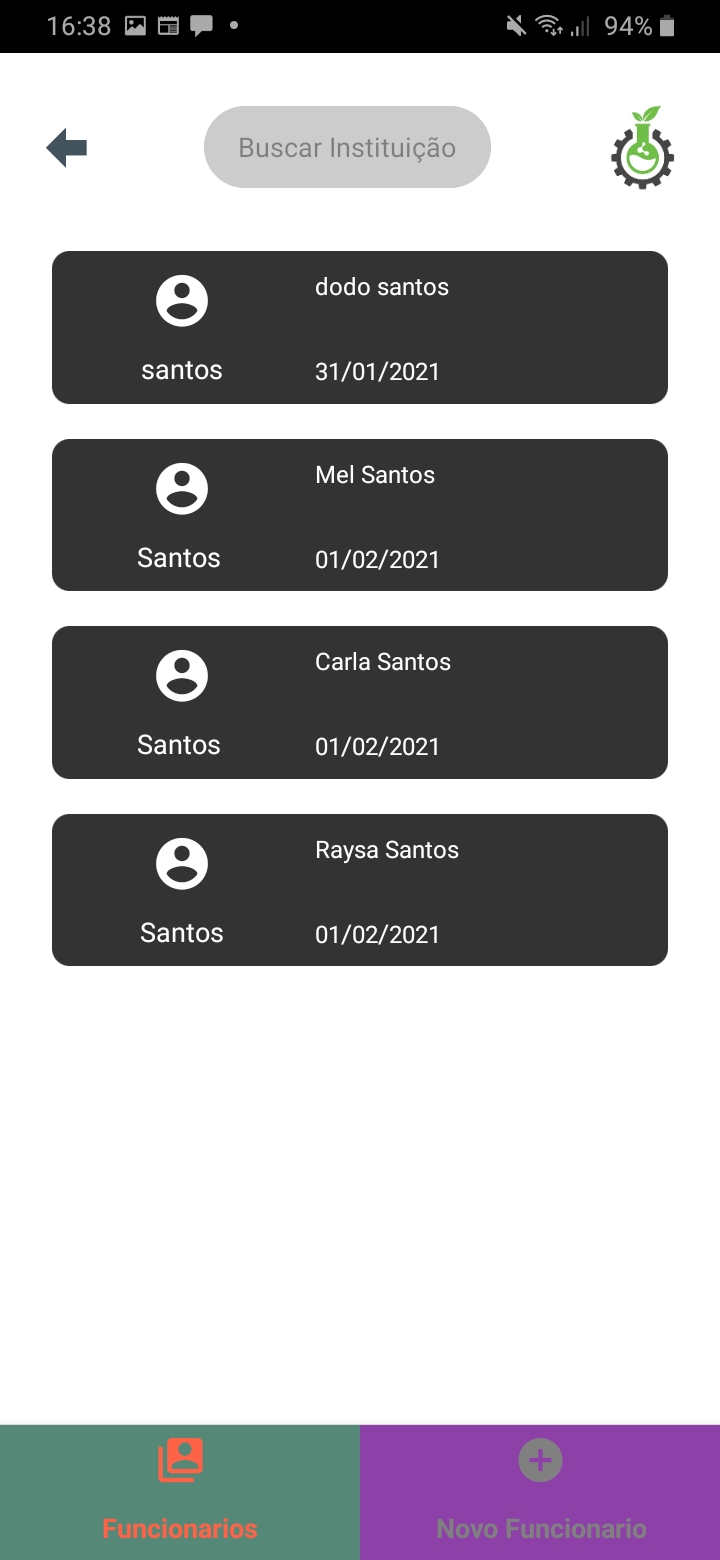 16:38
94%
Buscar Instituição
dodo santos
santos
31/01/2021
Mel Santos
Santos
01/02/2021
Carla Santos
Santos
01/02/2021
Raysa Santos
Santos
01/02/2021
Funcionarios
Novo Funcionario